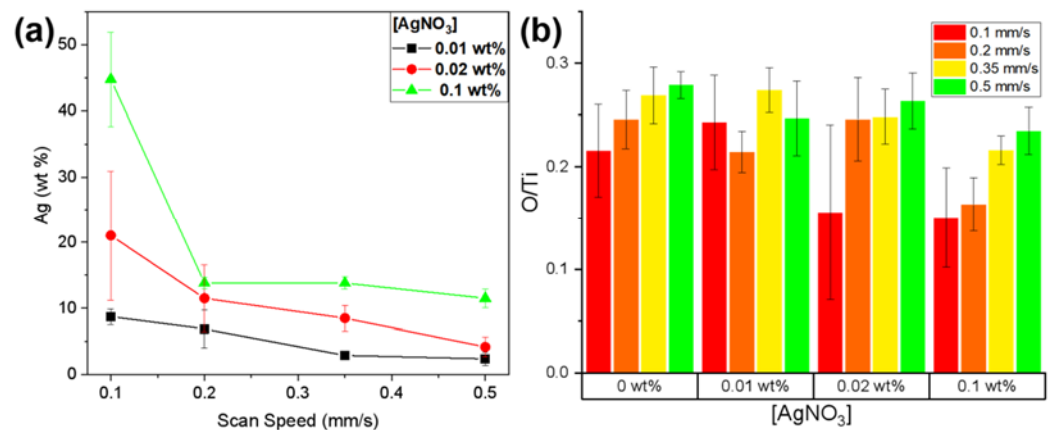 (a)
[AgNO₃]
0.01 wt%
0.02 wt%
0.1 wt%
50
40
30
20
10
0
Ag (wt %)
0.1 0.2 0.3 0.4 0.5
Scan Speed (mm/s)
(b)
0.1 mm/s
0.2 mm/s
0.35 mm/s
0.5 mm/s
0.3
0.2
0.1
0.0
O/Ti
0 wt% 0.01 wt% 0.02 wt% 0.1 wt%
[AgNO₃]